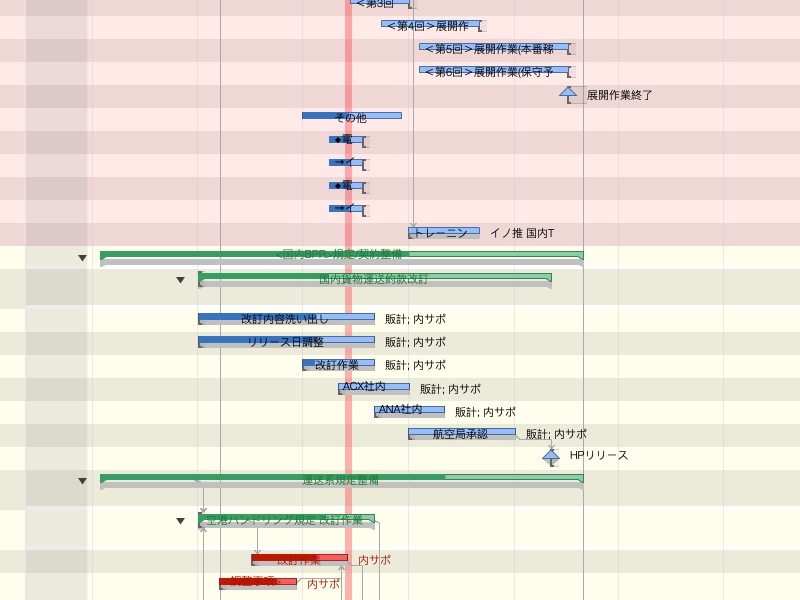 <第3回
<第4回>展開作
<第5回>展開作業(本番稼
<第6回>展開作業(保守予
展開作業終了
その他
◆電
→イ
◆電
→イ
トレーニン イノ推 国内T
<国内BPR>規定/契約整備
国内貨物運送約款改訂
改訂内容洗い出し 販計; 内サポ
リリース日調整 販計; 内サポ
改訂作業 販計; 内サポ
ACX社内 販計; 内サポ
ANA社内 販計; 内サポ
航空局承認 販計; 内サポ
HPリリース
運送系規定整備
空港ハンドリング規定 改訂作業
改訂作業 内サポ
→調整事項> 内サポ